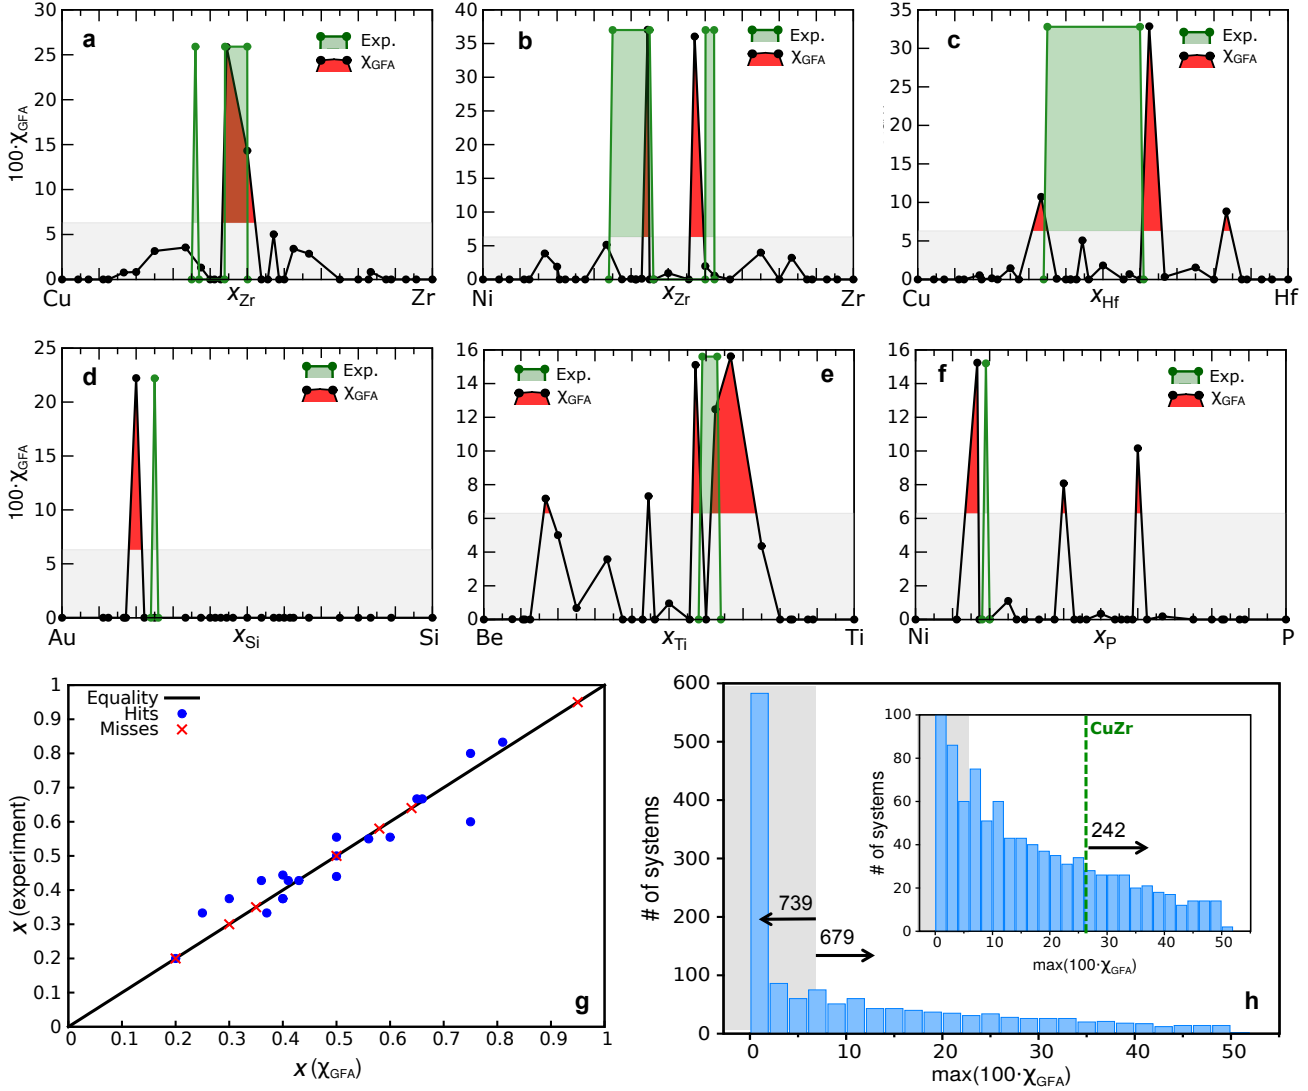 a
Exp.
χGFA
100·χGFA
30
25
20
15
10
5
0
Cu
xZr
Zr
b
Exp.
χGFA
40
35
30
25
20
15
10
5
0
Ni
xZr
Zr
c
Exp.
χGFA
35
30
25
20
15
10
5
0
Cu
xHf
Hf
d
Exp.
χGFA
100·χGFA
25
20
15
10
5
0
Au
xSi
Si
e
Exp.
χGFA
16
14
12
10
8
6
4
2
0
Be
xTi
Ti
f
Exp.
χGFA
16
14
12
10
8
6
4
2
0
Ni
xP
P
Equality
Hits
Misses
x (experiment)
1
0.9
0.8
0.7
0.6
0.5
0.4
0.3
0.2
0.1
0
g
0 0.1 0.2 0.3 0.4 0.5 0.6 0.7 0.8 0.9 1
x (χGFA)
# of systems
600
500
400
300
200
100
0
739
679
h
0 10 20 30 40 50
max(100·χGFA)
# of systems
100
80
60
40
20
0
CuZr
242
0 10 20 30 40 50
max(100·χGFA)